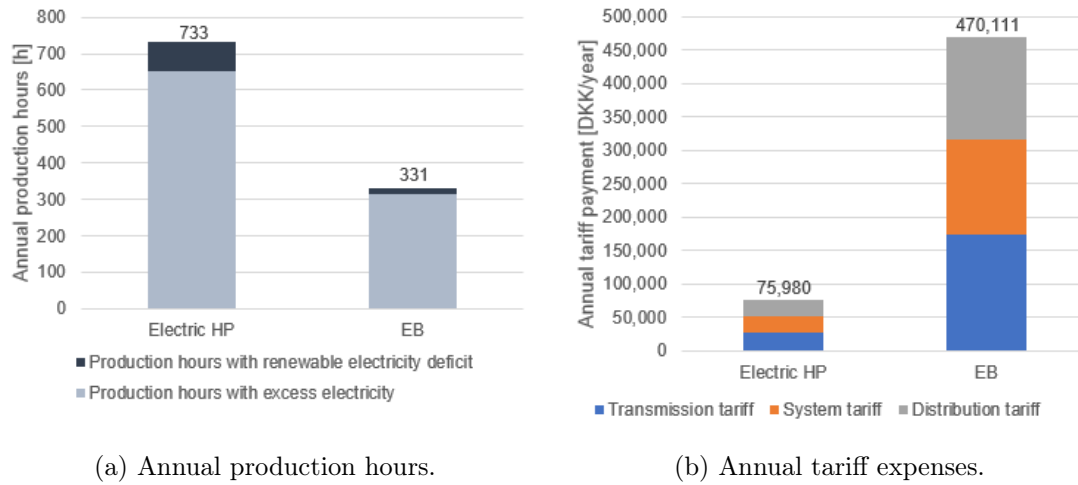 800
700
600
500
400
300
200
100
0
Annual production hours [h]
733
331
Electric HP
EB
Production hours with renewable electricity deficit
Production hours with excess electricity
(a) Annual production hours.
500,000
450,000
400,000
350,000
300,000
250,000
200,000
150,000
100,000
50,000
0
Annual tariff payment [DKK/year]
75,980
470,111
Electric HP
EB
Transmission tariff
System tariff
Distribution tariff
(b) Annual tariff expenses.